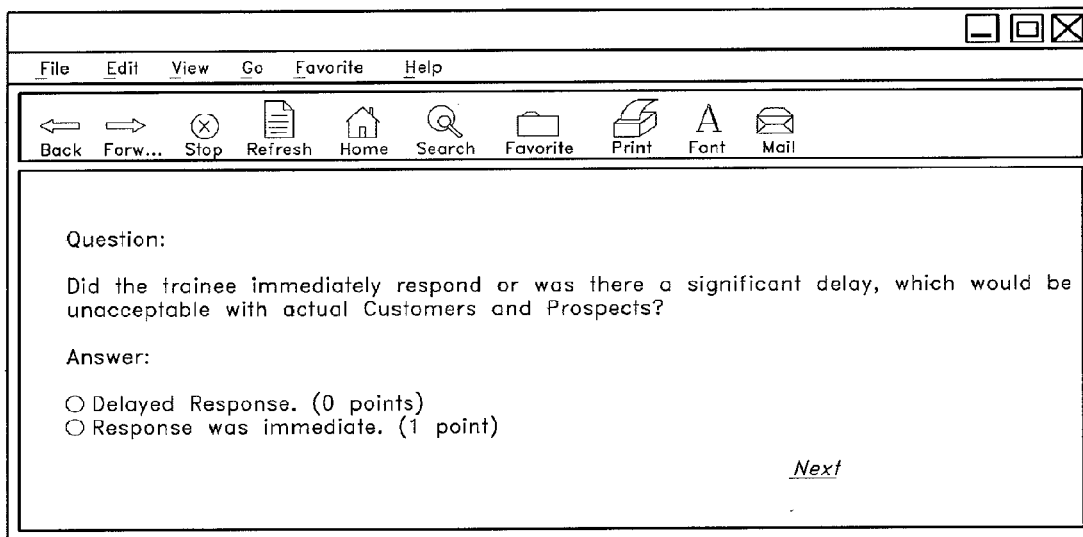 File Edit View Go Favorite Help
Back Forw... Stop Refresh Home Search Favorite Print Font Mail
Question:
Did the trainee immediately respond or was there a significant delay, which would be
unacceptable with actual Customers and Prospects?
Answer:
Delayed Response. (0 points)
Response was immediate. (1 point)
Next